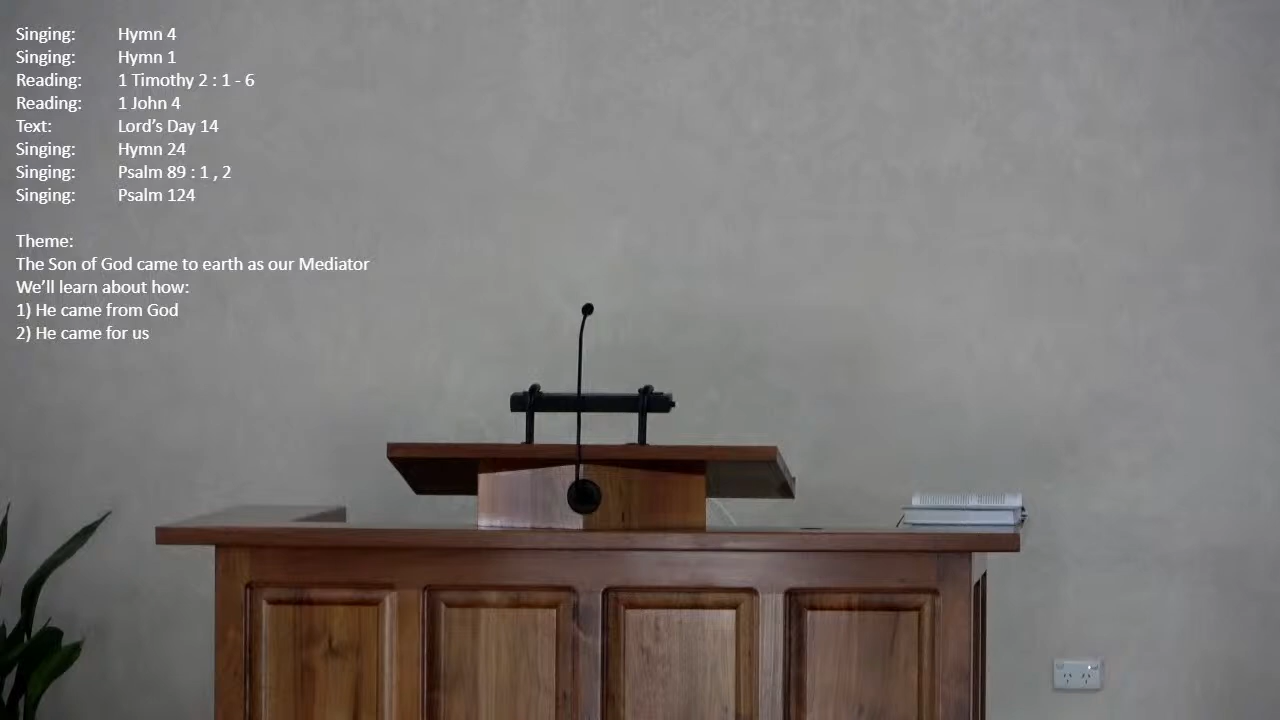 Singing: Hymn 4
Singing: Hymn 1
Reading: 1 Timothy 2 : 1 - 6
Reading: 1 John 4
Text: Lord's Day 14
Singing: Hymn 24
Singing: Psalm 89 : 1 , 2
Singing: Psalm 124
Theme:
The Son of God came to earth as our Mediator
We'll learn about how:
1) He came from God
2) He came for us